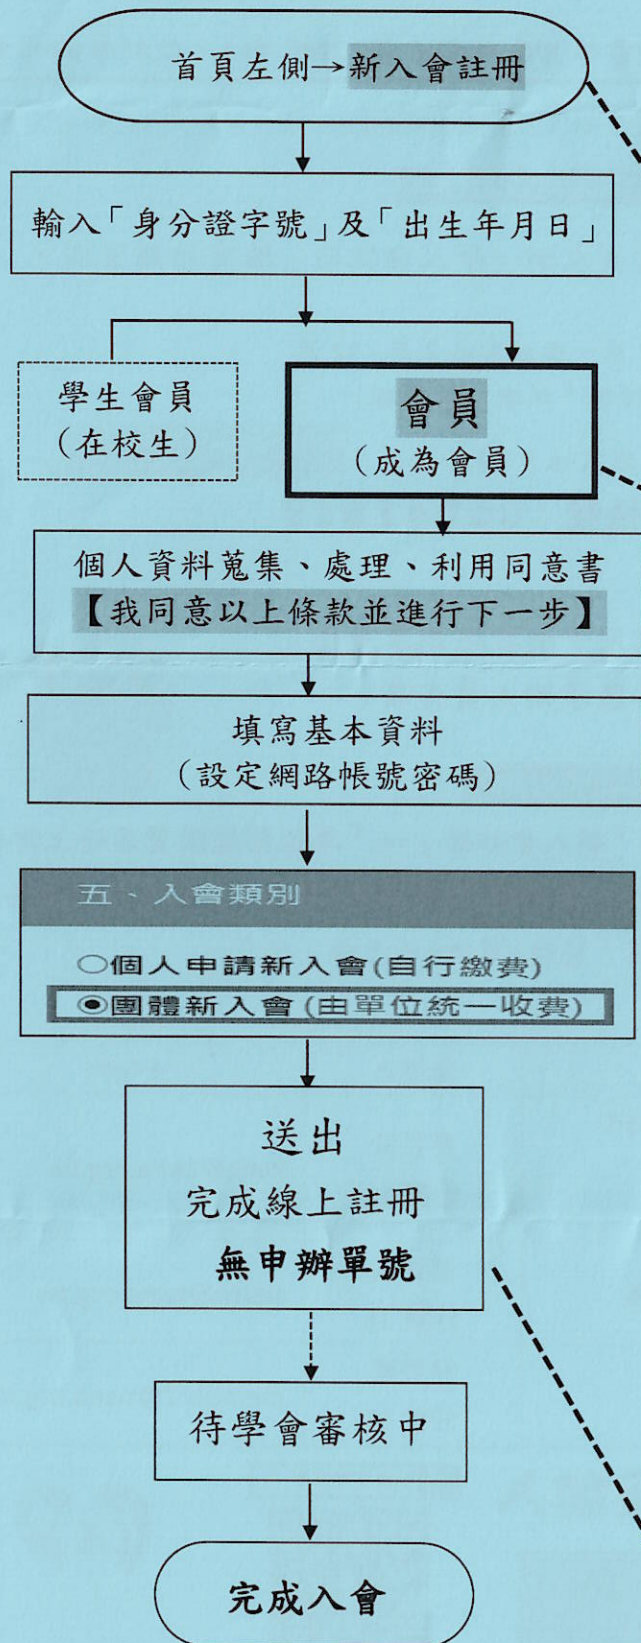 首頁左側→新入會註冊
輸入「身分證字號」及「出生年月日」
學生會員
(在校生)
會員
(成為會員)
個人資料蒐集、處理、利用同意書
【我同意以上條款並進行下一步】
填寫基本資料
(設定網路帳號密碼)
五、入會類別
○個人申請新入會(自行繳費)
◉團體新入會(由單位統一收費)
送出
完成線上註冊
無申辦單號
待學會審核中
完成入會